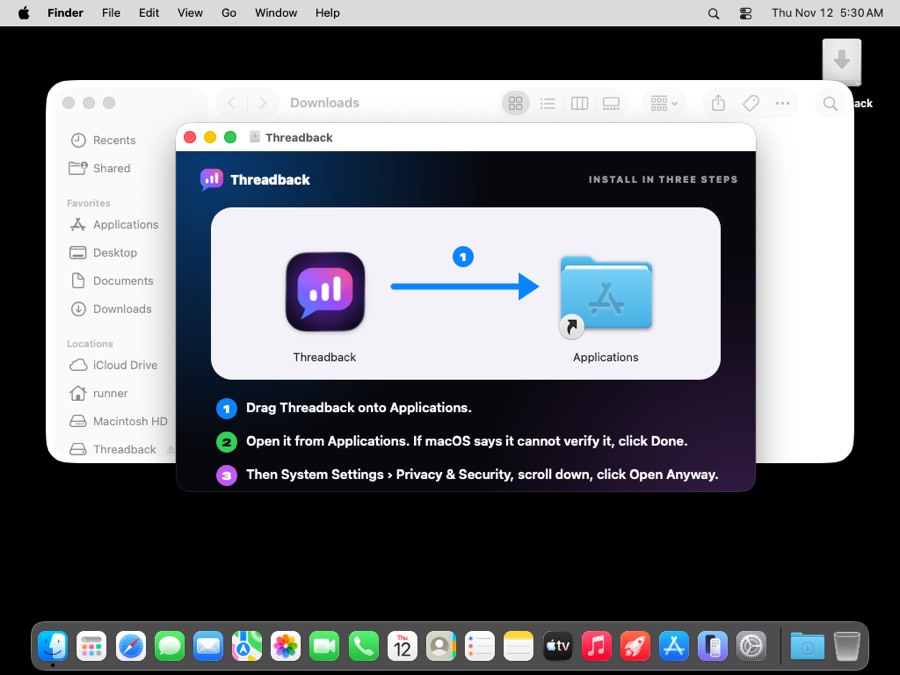 Finder File Edit View Go Window Help Thu Nov 12 5:30 AM
Downloads
ack
Recents
Shared
Favorites
Applications
Desktop
Documents
Downloads
Locations
iCloud Drive
runner
Macintosh HD
Threadback
Threadback
Threadback
INSTALL IN THREE STEPS
1
Threadback
Applications
1 Drag Threadback onto Applications.
2 Open it from Applications. If macOS says it cannot verify it, click Done.
3 Then System Settings › Privacy & Security, scroll down, click Open Anyway.
Thu
12
tv